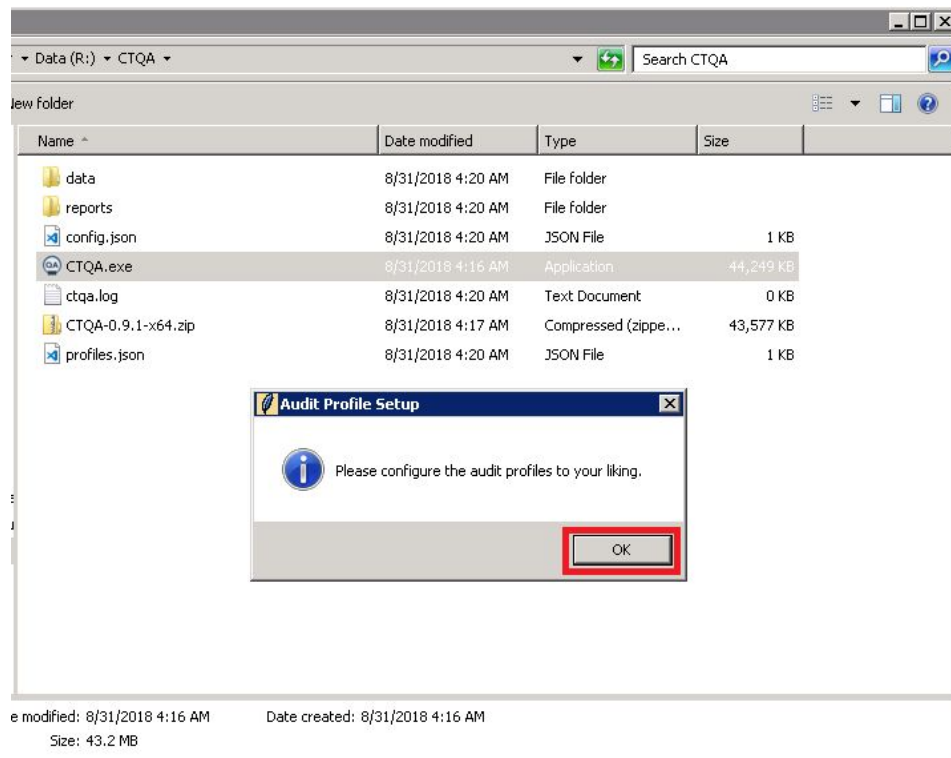 Data (R:) CTQA Search CTQA
New folder
Name Date modified Type Size
data 8/31/2018 4:20 AM File folder
reports 8/31/2018 4:20 AM File folder
config.json 8/31/2018 4:20 AM JSON File 1 KB
CTQA.exe 8/31/2018 4:16 AM Application 44,249 KB
ctqa.log 8/31/2018 4:20 AM Text Document 0 KB
CTQA-0.9.1-x64.zip 8/31/2018 4:17 AM Compressed (zippe... 43,577 KB
profiles.json 8/31/2018 4:20 AM JSON File 1 KB
Audit Profile Setup
Please configure the audit profiles to your liking.
OK
e modified: 8/31/2018 4:16 AM Date created: 8/31/2018 4:16 AM
Size: 43.2 MB